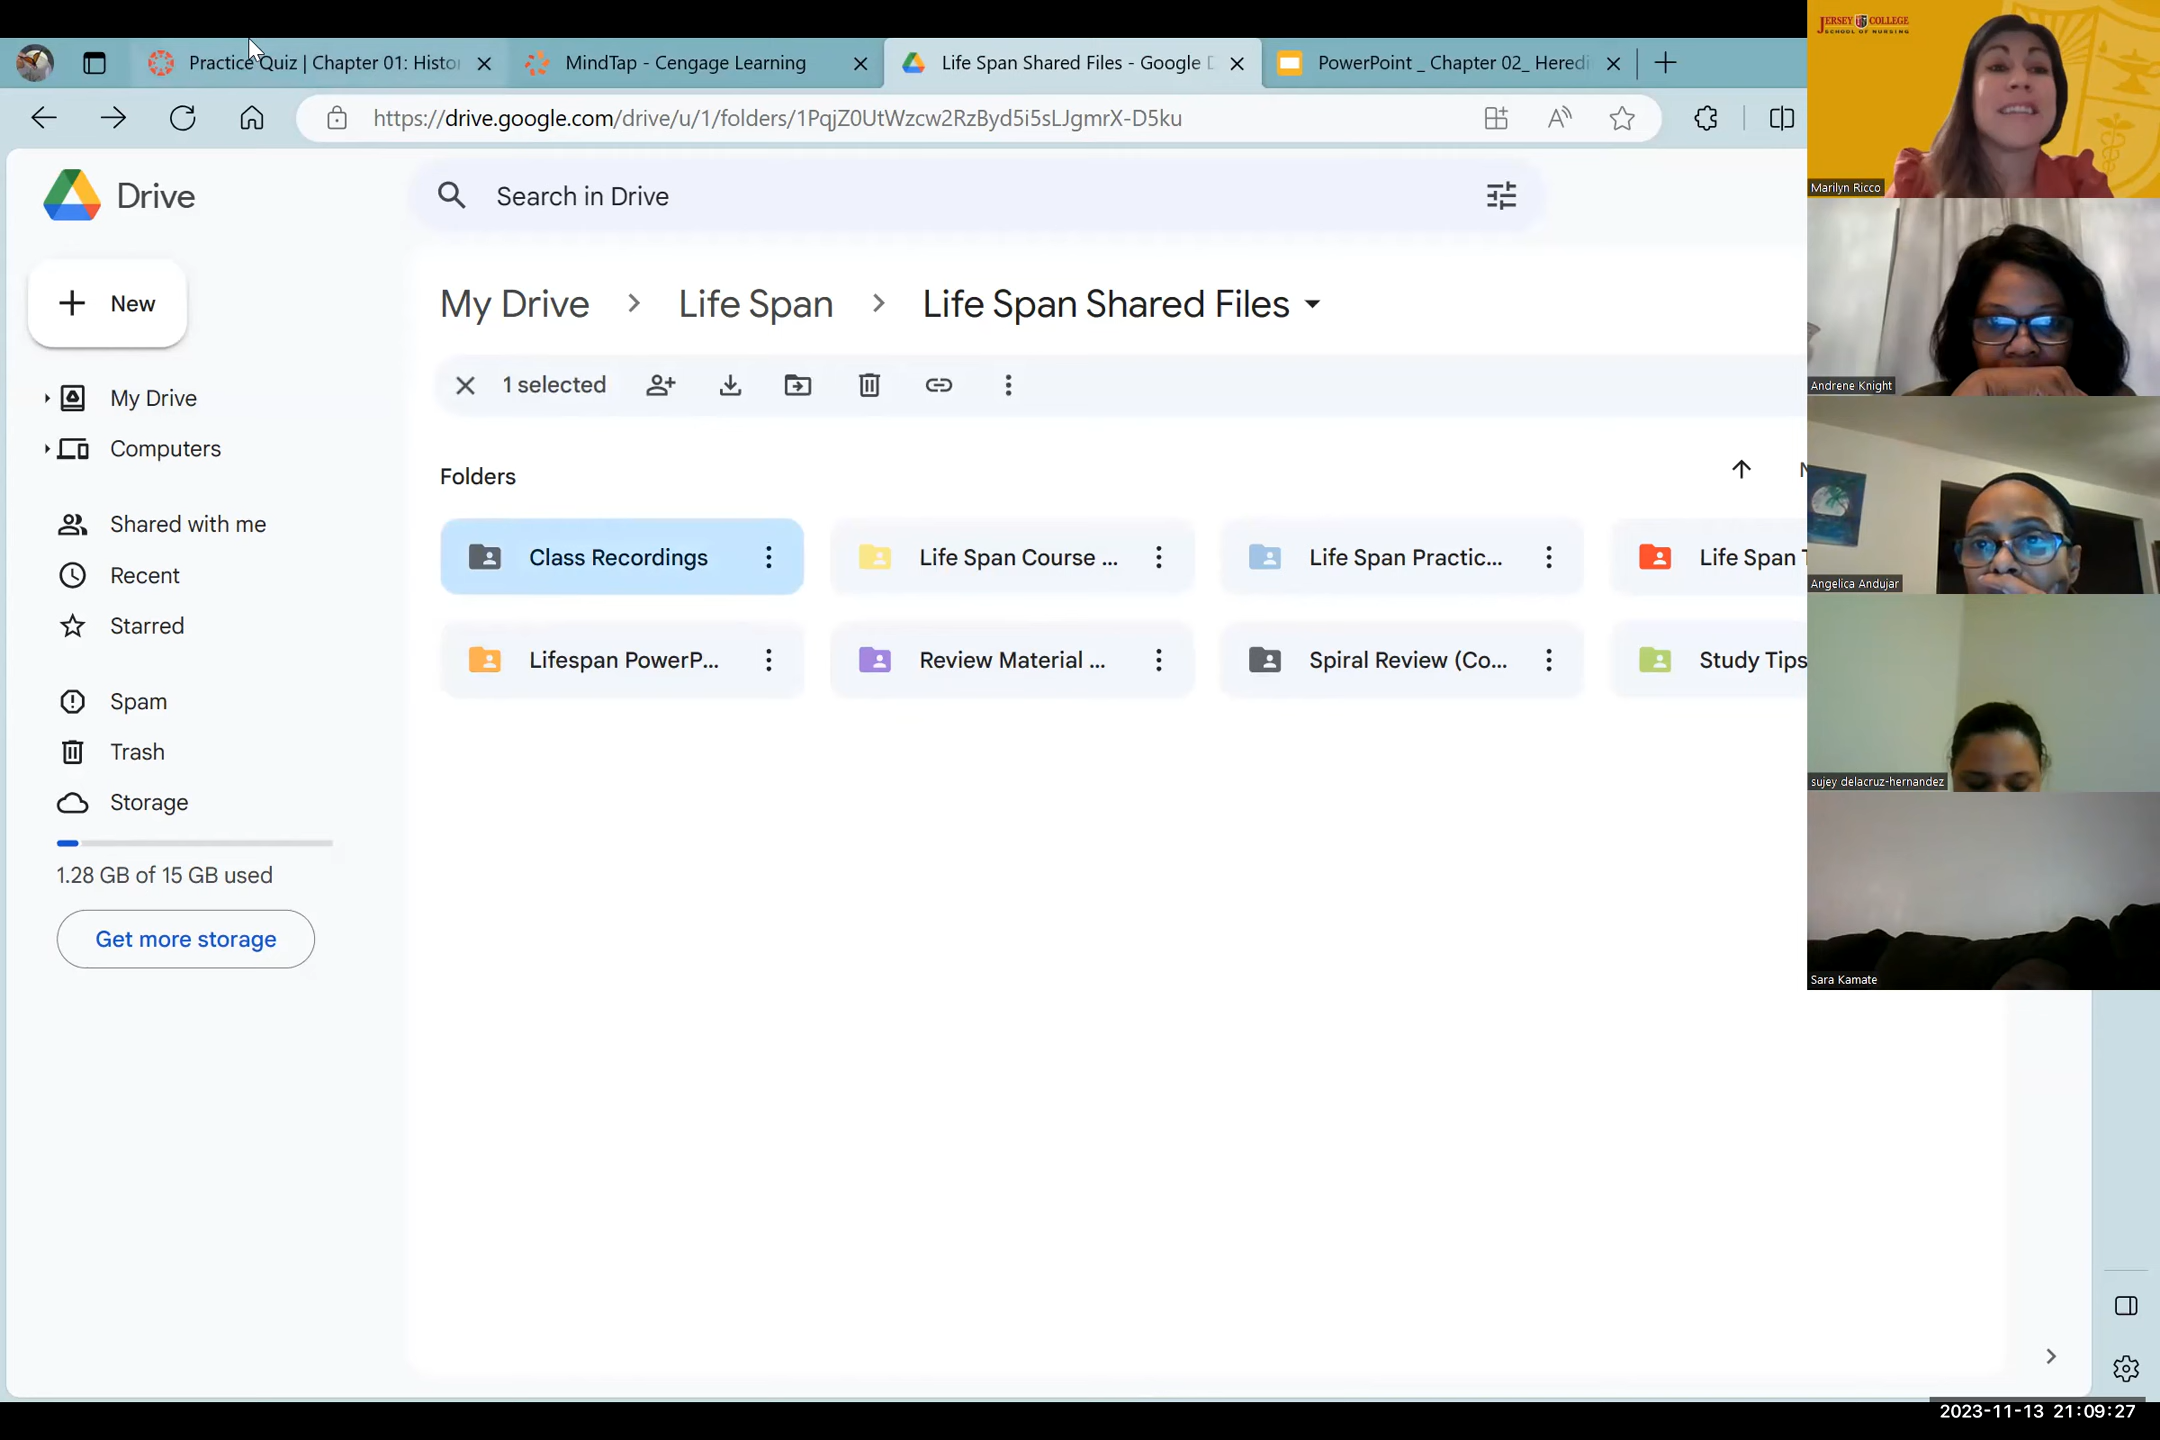 Practice Quiz | Chapter 01: Histo
MindTap - Cengage Learning
Life Span Shared Files - Google D
PowerPoint _ Chapter 02_ Heredi
https://drive.google.com/drive/u/1/folders/1PqjZ0UtWzcw2RzByd5i5sLJgmrX-D5ku
Drive
Search in Drive
New
My Drive
Computers
Shared with me
Recent
Starred
Spam
Trash
Storage
1.28 GB of 15 GB used
Get more storage
My Drive > Life Span > Life Span Shared Files
1 selected
Folders
Class Recordings
Life Span Course ...
Life Span Practic...
Life Span T
Lifespan PowerP...
Review Material ...
Spiral Review (Co...
Study Tips
JERSEY COLLEGE
SCHOOL OF NURSING
Marilyn Ricco
Andrene Knight
Angelica Andujar
sujey delacruz-hernandez
Sara Kamate
2023-11-13 21:09:27